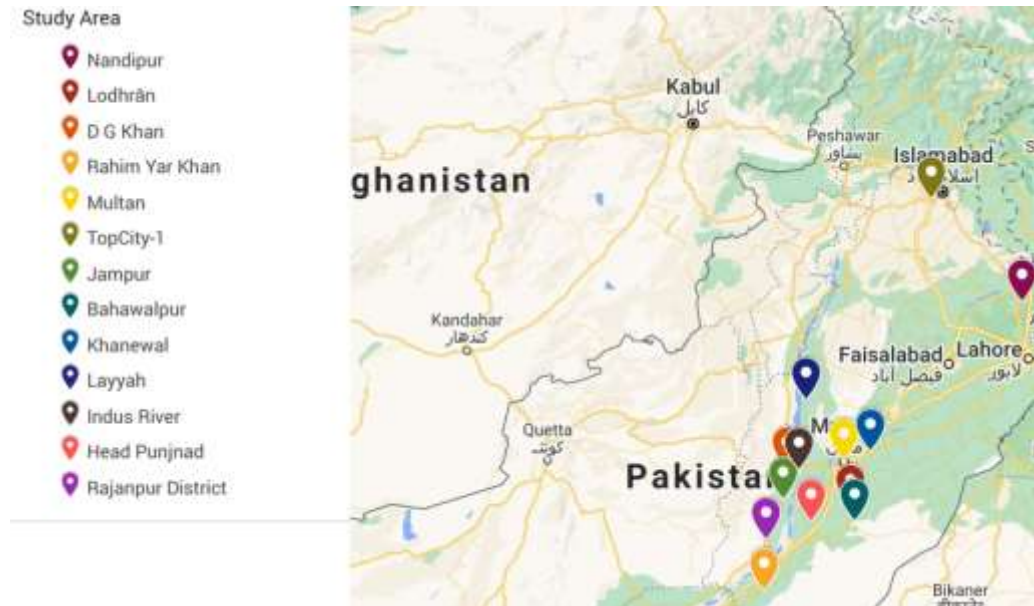 Study Area
Nandipur
Lodhrān
D G Khan
Rahim Yar Khan
Multan
TopCity-1
Jampur
Bahawalpur
Khanewal
Layyah
Indus River
Head Punjnad
Rajanpur District
Kabul
کابل
Peshawar
پشاور
Islamabad
ghanistan
Kandahar
کندهار
Faisalabad
فیصل آباد
Lahore
لاہور
Quetta
کوئٹہ
Pakista
Bikaner